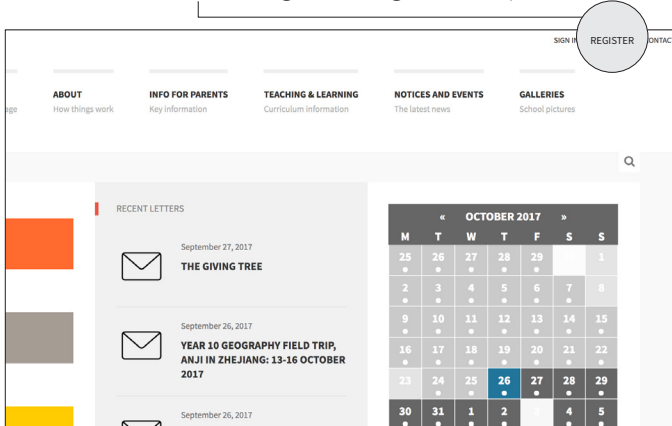 SIGN IN
REGISTER
CONTAC
ABOUT
How things work
INFO FOR PARENTS
Key information
TEACHING & LEARNING
Curriculum information
NOTICES AND EVENTS
The latest news
GALLERIES
School pictures
RECENT LETTERS
September 27, 2017
THE GIVING TREE
September 26, 2017
YEAR 10 GEOGRAPHY FIELD TRIP,
ANJI IN ZHEJIANG: 13-16 OCTOBER
2017
September 26, 2017
« OCTOBER 2017 »
M T W T F S S
25 26 27 28 29 1
2 3 4 5 6 7 8
9 10 11 12 13 14 15
16 17 18 19 20 21 22
23 24 25 26 27 28 29
30 31 1 2 4 5